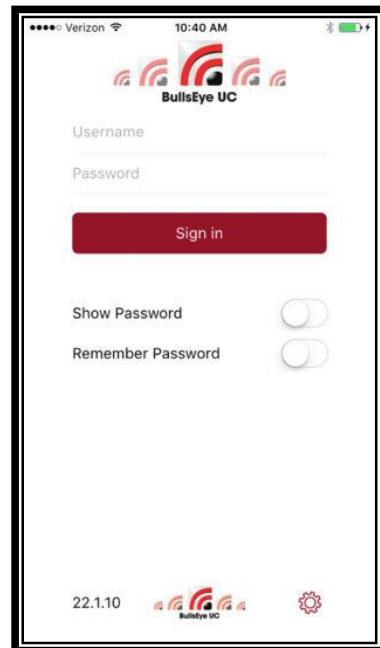 Verizon 10:40 AM
BullsEye UC
Username
Password
Sign in
Show Password
Remember Password
22.1.10
BullsEye UC